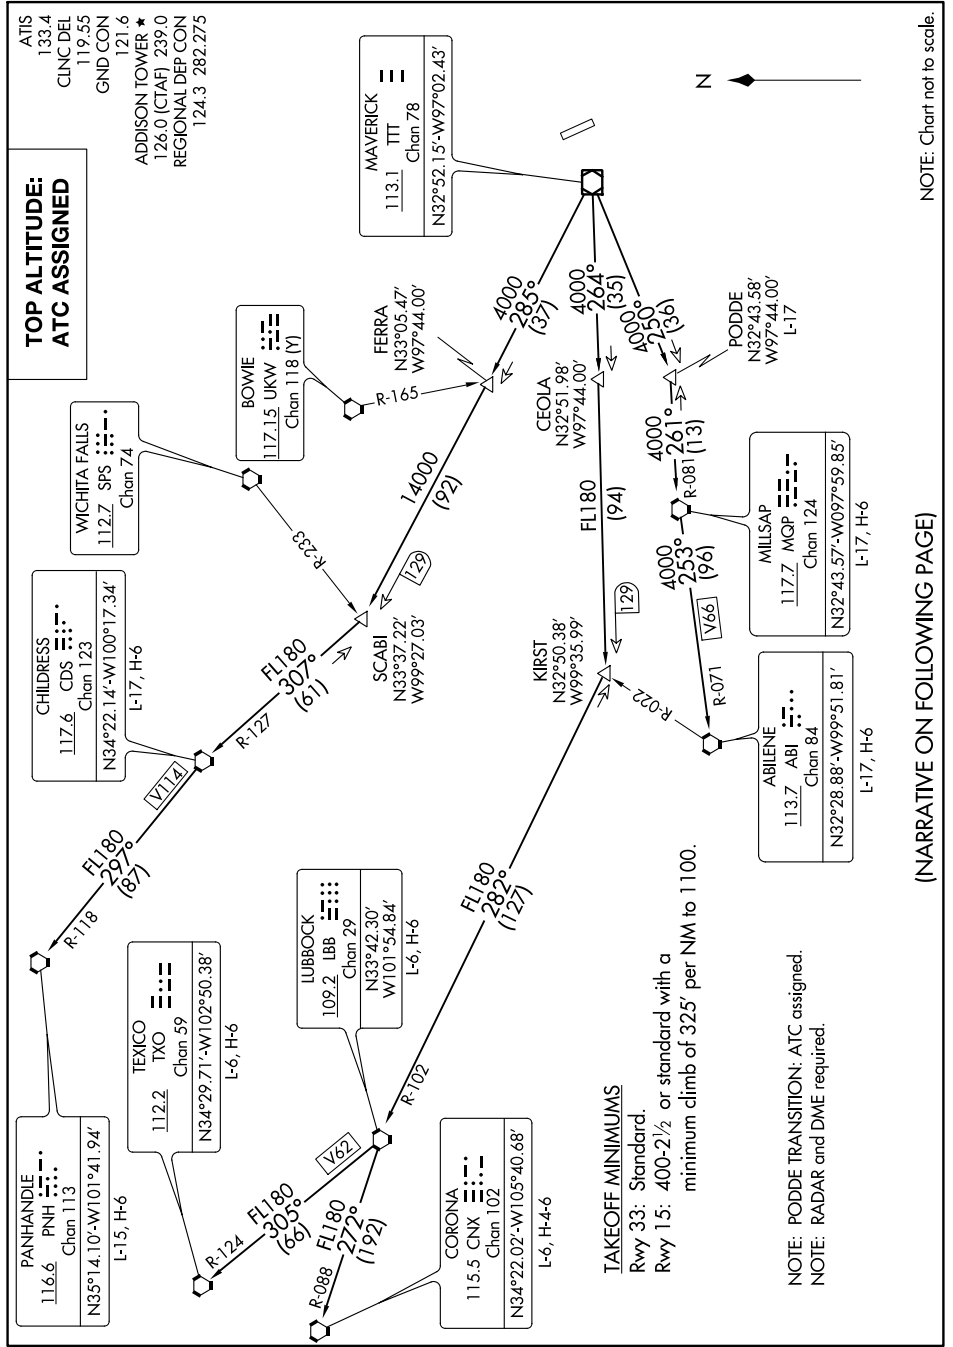 ATIS
133.4
CLNC DEL
119.55
GND CON
121.6
ADDISON TOWER ★
126.0 (CTAF) 239.0
REGIONAL DEP CON
124.3 282.275
TOP ALTITUDE:
ATC ASSIGNED
MAVERICK
113.1 TTT
Chan 78
N32°52.15'-W97°02.43'
N
NOTE: Chart not to scale.
BOWIE
117.15 UKW
Chan 118 (Y)
R-165
FERRA
N33°05.47'
W97°44.00'
4000
285°
(37)
4000
264°
(35)
4000
250°
(36)
PODDE
N32°43.58'
W97°44.00'
L-17
CEOLA
N32°51.98'
W97°44.00'
WICHITA FALLS
112.7 SPS
Chan 74
R-233
14000
(92)
129
FL180
(94)
129
4000
261°
(13)
R-081
MILLSAP
117.7 MQP
Chan 124
N32°43.57'-W097°59.85'
L-17, H-6
4000
253°
(96)
V66
R-071
CHILDRESS
117.6 CDS
Chan 123
N34°22.14'-W100°17.34'
L-17, H-6
SCABI
N33°37.22'
W99°27.03'
FL180
307°
(61)
R-127
KIRST
N32°50.38'
W99°35.99'
R-022
ABILENE
113.7 ABI
Chan 84
N32°28.88'-W99°51.81'
L-17, H-6
V114
FL180
297°
(87)
R-118
FL180
282°
(127)
R-102
LUBBOCK
109.2 LBB
Chan 29
N33°42.30'
W101°54.84'
L-6, H-6
PANHANDLE
116.6 PNH
Chan 113
N35°14.10'-W101°41.94'
L-15, H-6
TEXICO
112.2 TXO
Chan 59
N34°29.71'-W102°50.38'
L-6, H-6
V62
FL180
305°
(66)
R-124
FL180
272°
(192)
R-088
CORONA
115.5 CNX
Chan 102
N34°22.02'-W105°40.68'
L-6, H-4-6
TAKEOFF MINIMUMS
Rwy 33: Standard.
Rwy 15: 400-2½ or standard with a
minimum climb of 325' per NM to 1100.
NOTE: PODDE TRANSITION: ATC assigned.
NOTE: RADAR and DME required.
(NARRATIVE ON FOLLOWING PAGE)